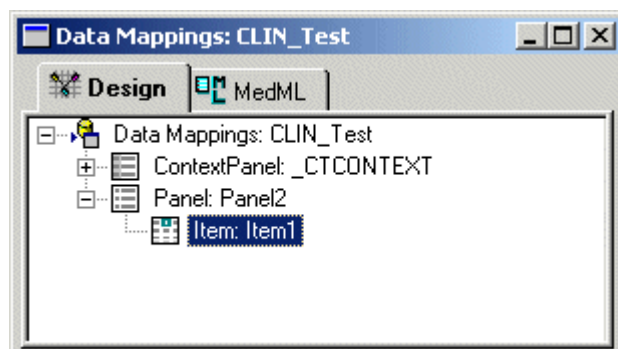 Data Mappings: CLIN_Test
Design MedML
Data Mappings: CLIN_Test
ContextPanel: _CTCONTEXT
Panel: Panel2
Item: Item1